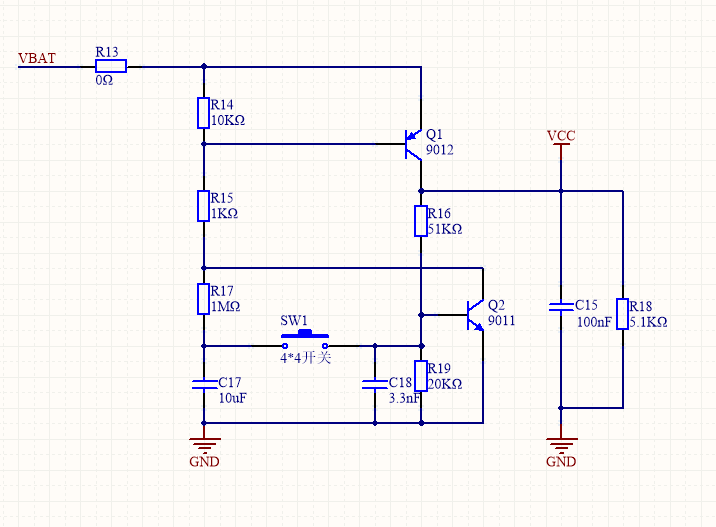 R13
VBAT
0Ω
R14
10KΩ
Q1
9012
VCC
R15
1KΩ
R16
51KΩ
R17
1MΩ
SW1
4*4开关
Q2
9011
C15
100nF
R18
5.1KΩ
C17
10uF
C18
3.3nF
R19
20KΩ
GND
GND